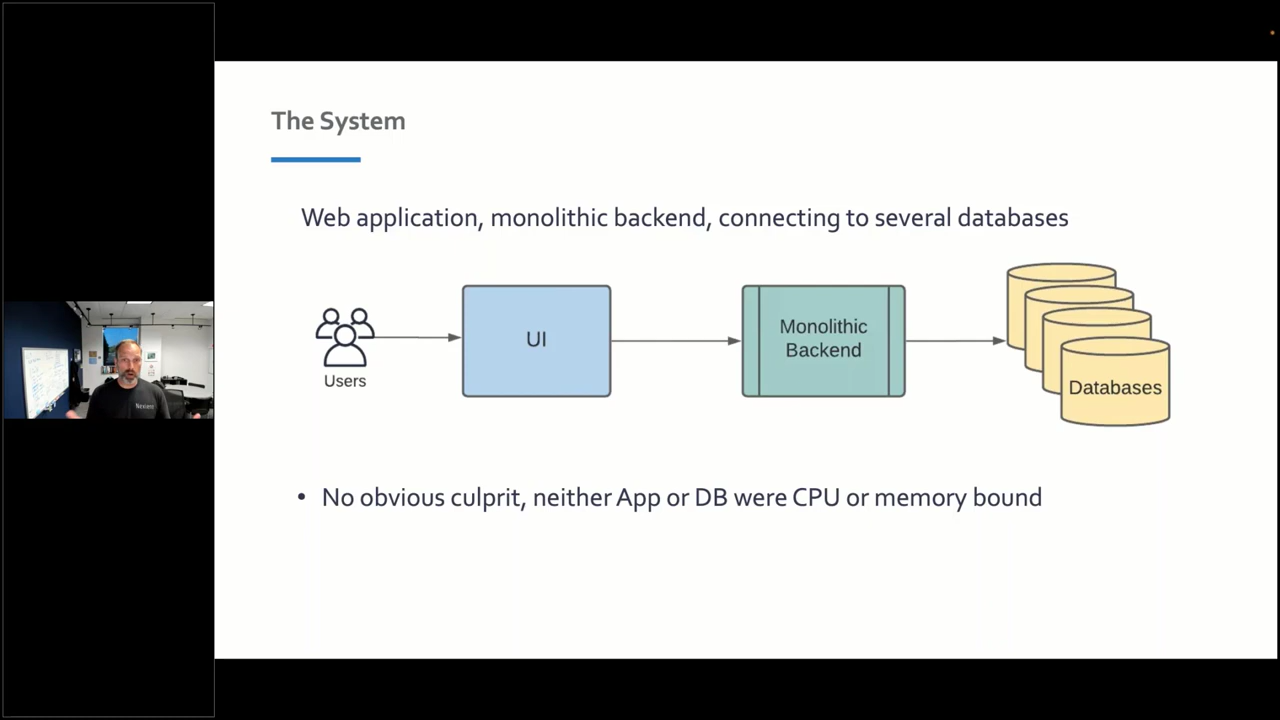 The System
Web application, monolithic backend, connecting to several databases
Users
UI
Monolithic
Backend
Databases
• No obvious culprit, neither App or DB were CPU or memory bound